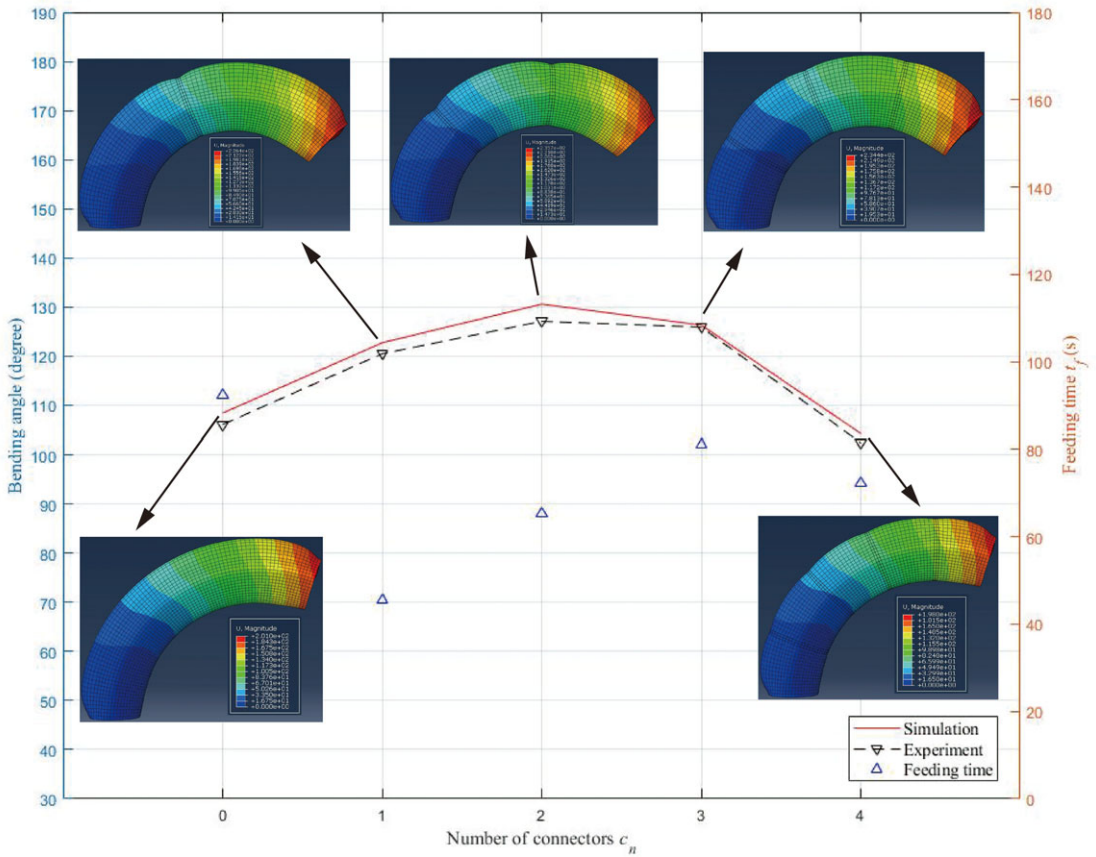 190
180
170
160
150
140
130
120
110
100
90
80
70
60
50
40
30
Bending angle (degree)
180
160
140
120
100
80
60
40
20
0
Feeding time t_f (s)
U, Magnitude
U, Magnitude
U, Magnitude
+2.344e+02
+2.148e+02
+1.953e+02
+1.758e+02
+1.562e+02
+1.367e+02
+1.172e+02
+9.767e+01
+7.813e+01
+5.860e+01
+3.907e+01
+1.953e+01
+0.000e+00
U, Magnitude
+2.010e+02
+1.843e+02
+1.675e+02
+1.508e+02
+1.340e+02
+1.173e+02
+1.005e+02
+8.376e+01
+6.701e+01
+5.026e+01
+3.350e+01
+1.675e+01
+0.000e+00
U, Magnitude
+1.980e+02
+1.815e+02
+1.650e+02
+1.485e+02
+1.320e+02
+1.155e+02
+9.898e+01
+8.248e+01
+6.599e+01
+4.949e+01
+3.299e+01
+1.650e+01
+0.000e+00
Simulation
Experiment
Feeding time
0 1 2 3 4
Number of connectors c_n